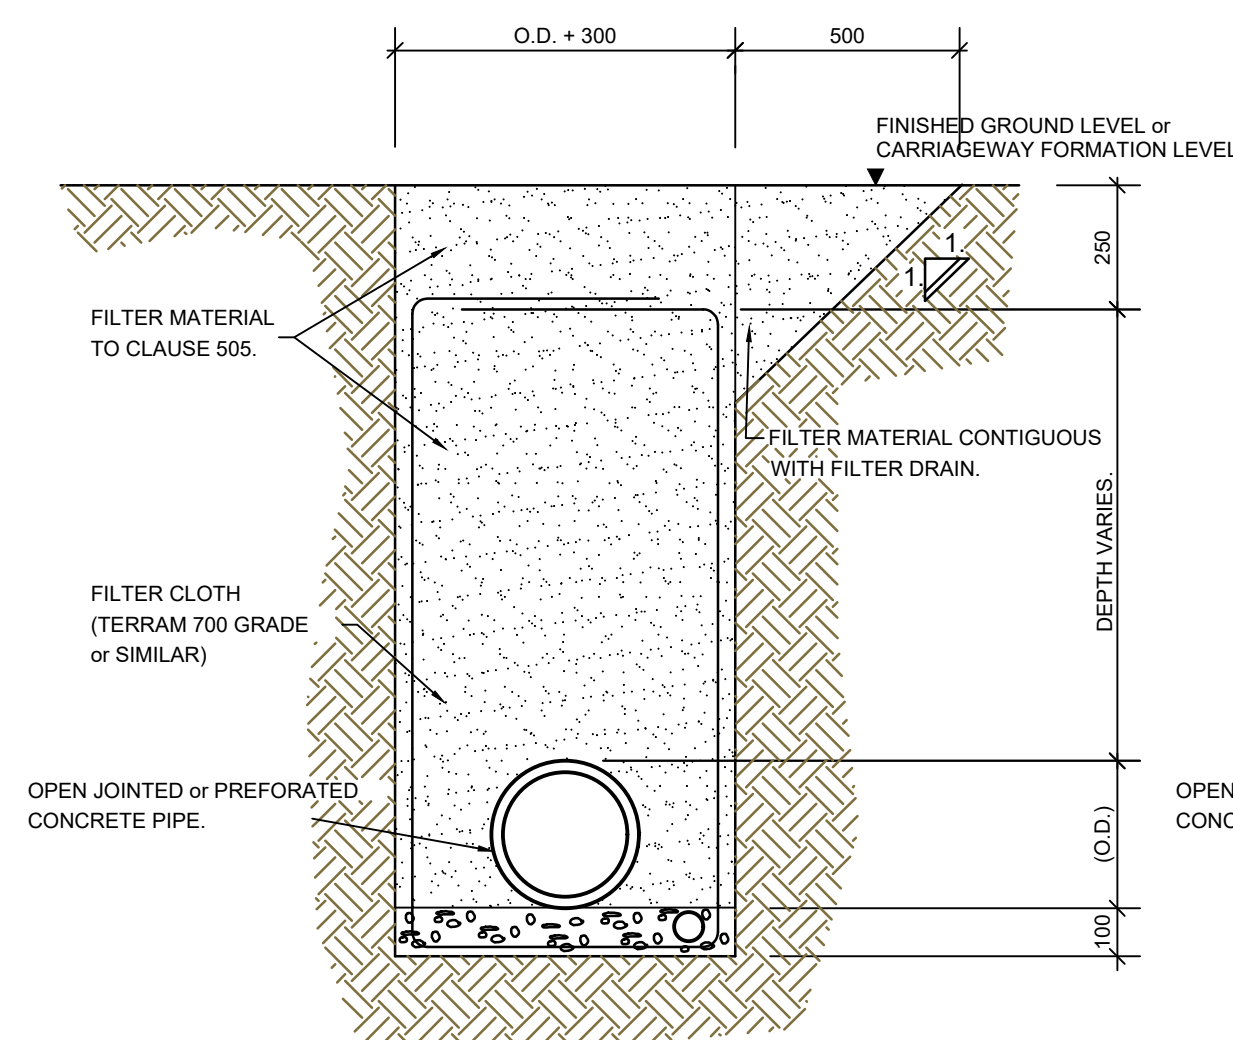 O.D. + 300
500
FINISHED GROUND LEVEL or
CARRIAGEWAY FORMATION LEVEL
250
1.
1.
FILTER MATERIAL
TO CLAUSE 505.
FILTER MATERIAL CONTIGUOUS
WITH FILTER DRAIN.
DEPTH VARIES.
FILTER CLOTH
(TERRAM 700 GRADE
or SIMILAR)
OPEN JOINTED or PREFORATED
CONCRETE PIPE.
(O.D.)
100
OPEN
CONC